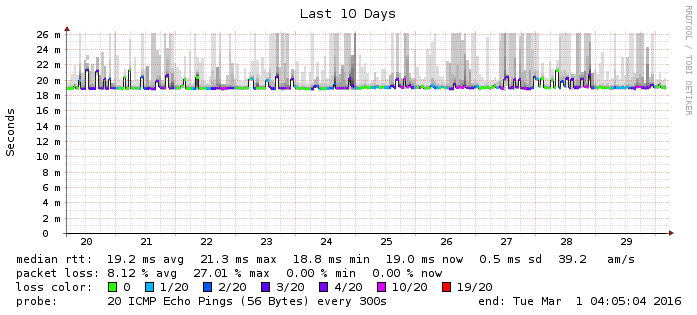 Last 10 Days
RRDTOOL / TOBI OETIKER
Seconds
26 m
24 m
22 m
20 m
18 m
16 m
14 m
12 m
10 m
8 m
6 m
4 m
2 m
0
20 21 22 23 24 25 26 27 28 29
median rtt: 19.2 ms avg 21.3 ms max 18.8 ms min 19.0 ms now 0.5 ms sd 39.2 am/s
packet loss: 8.12 % avg 27.01 % max 0.00 % min 0.00 % now
loss color: 0 1/20 2/20 3/20 4/20 10/20 19/20
probe: 20 ICMP Echo Pings (56 Bytes) every 300s end: Tue Mar 1 04:05:04 2016